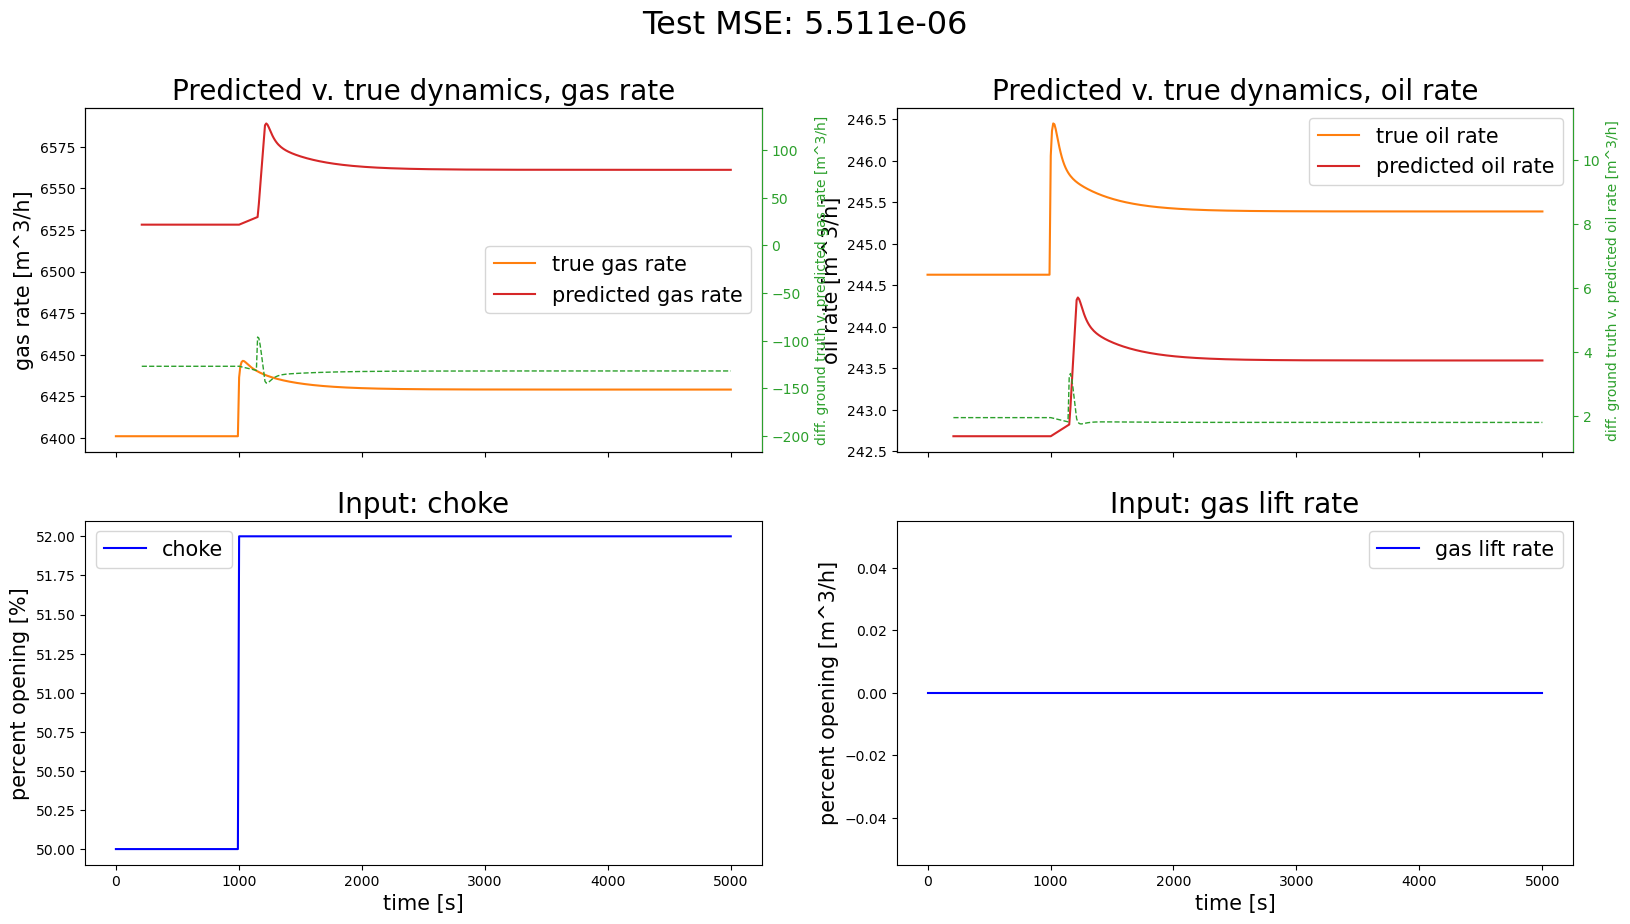 Test MSE: 5.511e-06
Predicted v. true dynamics, gas rate
gas rate [m^3/h]
6575
6550
6525
6500
6475
6450
6425
6400
true gas rate
predicted gas rate
100
50
0
−50
−100
−150
−200
diff. ground truth v. predicted gas rate [m^3/h]
Predicted v. true dynamics, oil rate
oil rate [m^3/h]
246.5
246.0
245.5
245.0
244.5
244.0
243.5
243.0
242.5
true oil rate
predicted oil rate
10
8
6
4
2
diff. ground truth v. predicted oil rate [m^3/h]
Input: choke
percent opening [%]
52.00
51.75
51.50
51.25
51.00
50.75
50.50
50.25
50.00
choke
0 1000 2000 3000 4000 5000
time [s]
Input: gas lift rate
percent opening [m^3/h]
0.04
0.02
0.00
−0.02
−0.04
gas lift rate
0 1000 2000 3000 4000 5000
time [s]